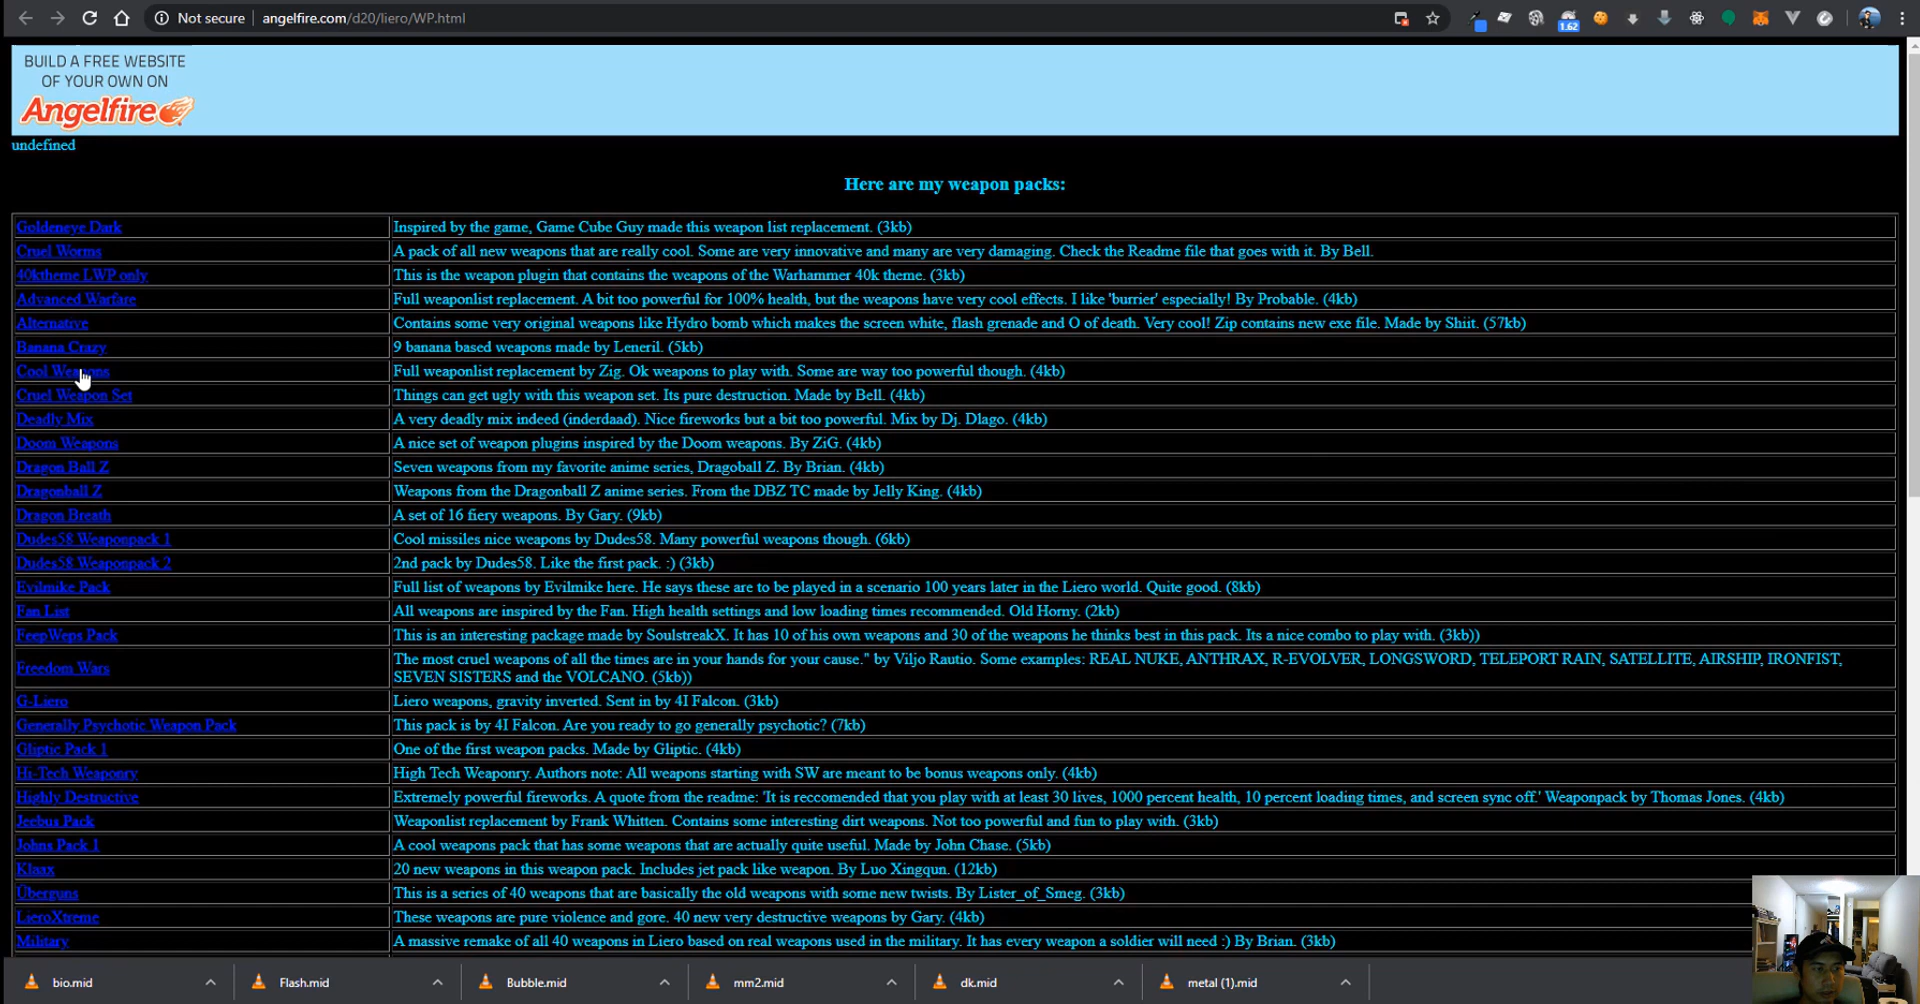 Not secure | angelfire.com/d20/liero/WP.html
1.62
BUILD A FREE WEBSITE
OF YOUR OWN ON
Angelfire
undefined
Here are my weapon packs:
Goldeneye Dark Inspired by the game, Game Cube Guy made this weapon list replacement. (3kb)
Cruel Worms A pack of all new weapons that are really cool. Some are very innovative and many are very damaging. Check the Readme file that goes with it. By Bell.
40ktheme LWP only This is the weapon plugin that contains the weapons of the Warhammer 40k theme. (3kb)
Advanced Warfare Full weaponlist replacement. A bit too powerful for 100% health, but the weapons have very cool effects. I like 'burrier' especially! By Probable. (4kb)
Alternative Contains some very original weapons like Hydro bomb which makes the screen white, flash grenade and O of death. Very cool! Zip contains new exe file. Made by Shiit. (57kb)
Banana Crazy 9 banana based weapons made by Leneril. (5kb)
Cool Weapons Full weaponlist replacement by Zig. Ok weapons to play with. Some are way too powerful though. (4kb)
Cruel Weapon Set Things can get ugly with this weapon set. Its pure destruction. Made by Bell. (4kb)
Deadly Mix A very deadly mix indeed (inderdaad). Nice fireworks but a bit too powerful. Mix by Dj. Dlago. (4kb)
Doom Weapons A nice set of weapon plugins inspired by the Doom weapons. By ZiG. (4kb)
Dragon Ball Z Seven weapons from my favorite anime series, Dragoball Z. By Brian. (4kb)
Dragonball Z Weapons from the Dragonball Z anime series. From the DBZ TC made by Jelly King. (4kb)
Dragon Breath A set of 16 fiery weapons. By Gary. (9kb)
Dudes58 Weaponpack 1 Cool missiles nice weapons by Dudes58. Many powerful weapons though. (6kb)
Dudes58 Weaponpack 2 2nd pack by Dudes58. Like the first pack. :) (3kb)
Evilmike Pack Full list of weapons by Evilmike here. He says these are to be played in a scenario 100 years later in the Liero world. Quite good. (8kb)
Fan List All weapons are inspired by the Fan. High health settings and low loading times recommended. Old Horny. (2kb)
FeepWeps Pack This is an interesting package made by SoulstreakX. It has 10 of his own weapons and 30 of the weapons he thinks best in this pack. Its a nice combo to play with. (3kb))
Freedom Wars The most cruel weapons of all the times are in your hands for your cause." by Viljo Rautio. Some examples: REAL NUKE, ANTHRAX, R-EVOLVER, LONGSWORD, TELEPORT RAIN, SATELLITE, AIRSHIP, IRONFIST,
SEVEN SISTERS and the VOLCANO. (5kb))
G-Liero Liero weapons, gravity inverted. Sent in by 4I Falcon. (3kb)
Generally Psychotic Weapon Pack This pack is by 4I Falcon. Are you ready to go generally psychotic? (7kb)
Gliptic Pack 1 One of the first weapon packs. Made by Gliptic. (4kb)
Hi-Tech Weaponry High Tech Weaponry. Authors note: All weapons starting with SW are meant to be bonus weapons only. (4kb)
Highly Destructive Extremely powerful fireworks. A quote from the readme: 'It is reccomended that you play with at least 30 lives, 1000 percent health, 10 percent loading times, and screen sync off.' Weaponpack by Thomas Jones. (4kb)
Jeebus Pack Weaponlist replacement by Frank Whitten. Contains some interesting dirt weapons. Not too powerful and fun to play with. (3kb)
Johns Pack 1 A cool weapons pack that has some weapons that are actually quite useful. Made by John Chase. (5kb)
Klaax 20 new weapons in this weapon pack. Includes jet pack like weapon. By Luo Xingqun. (12kb)
Überguns This is a series of 40 weapons that are basically the old weapons with some new twists. By Lister_of_Smeg. (3kb)
LieroXtreme These weapons are pure violence and gore. 40 new very destructive weapons by Gary. (4kb)
Military A massive remake of all 40 weapons in Liero based on real weapons used in the military. It has every weapon a soldier will need :) By Brian. (3kb)
bio.mid Flash.mid Bubble.mid mm2.mid dk.mid metal (1).mid